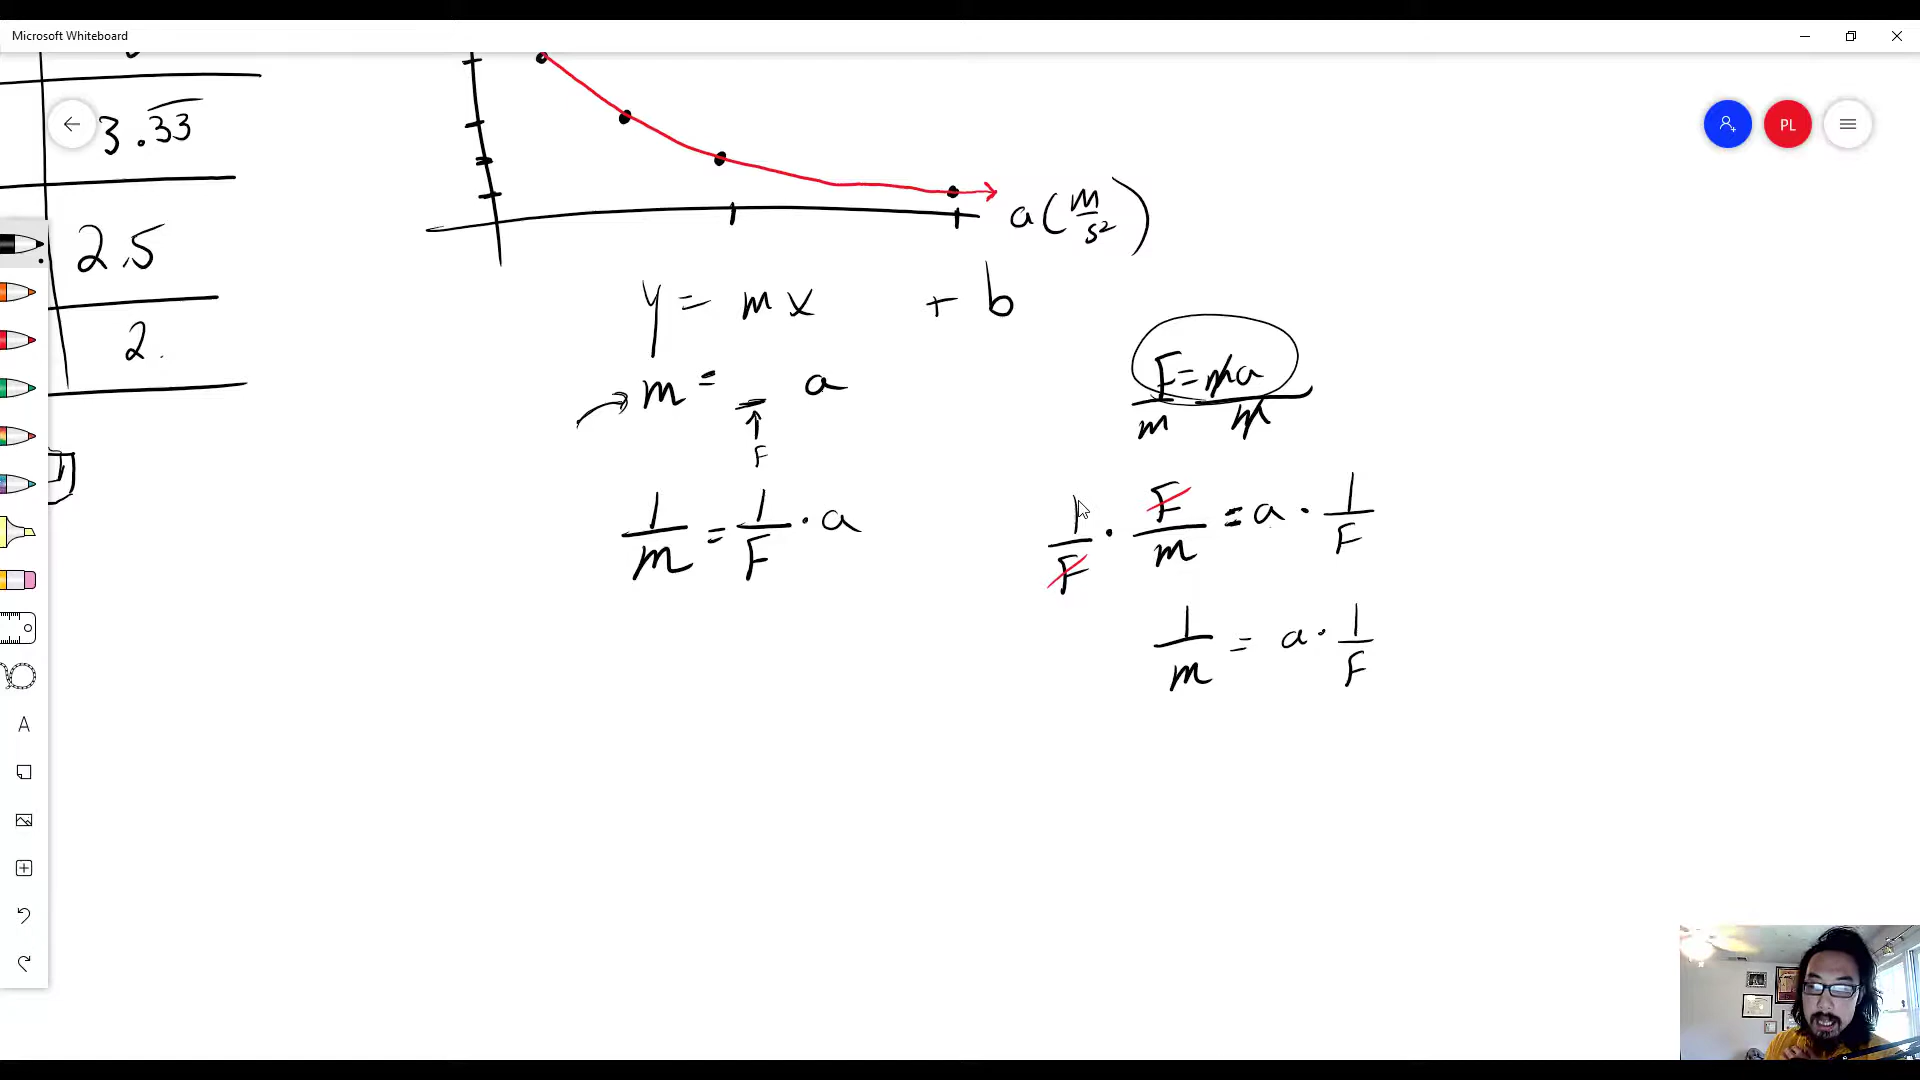 Microsoft Whiteboard
3.33
2.5
2.
a (m/s²)
PL
y = mx + b
m = _ a
F
1/m = 1/F · a
F = ma
m m
1/F · F/m = a · 1/F
1/m = a · 1/F
A